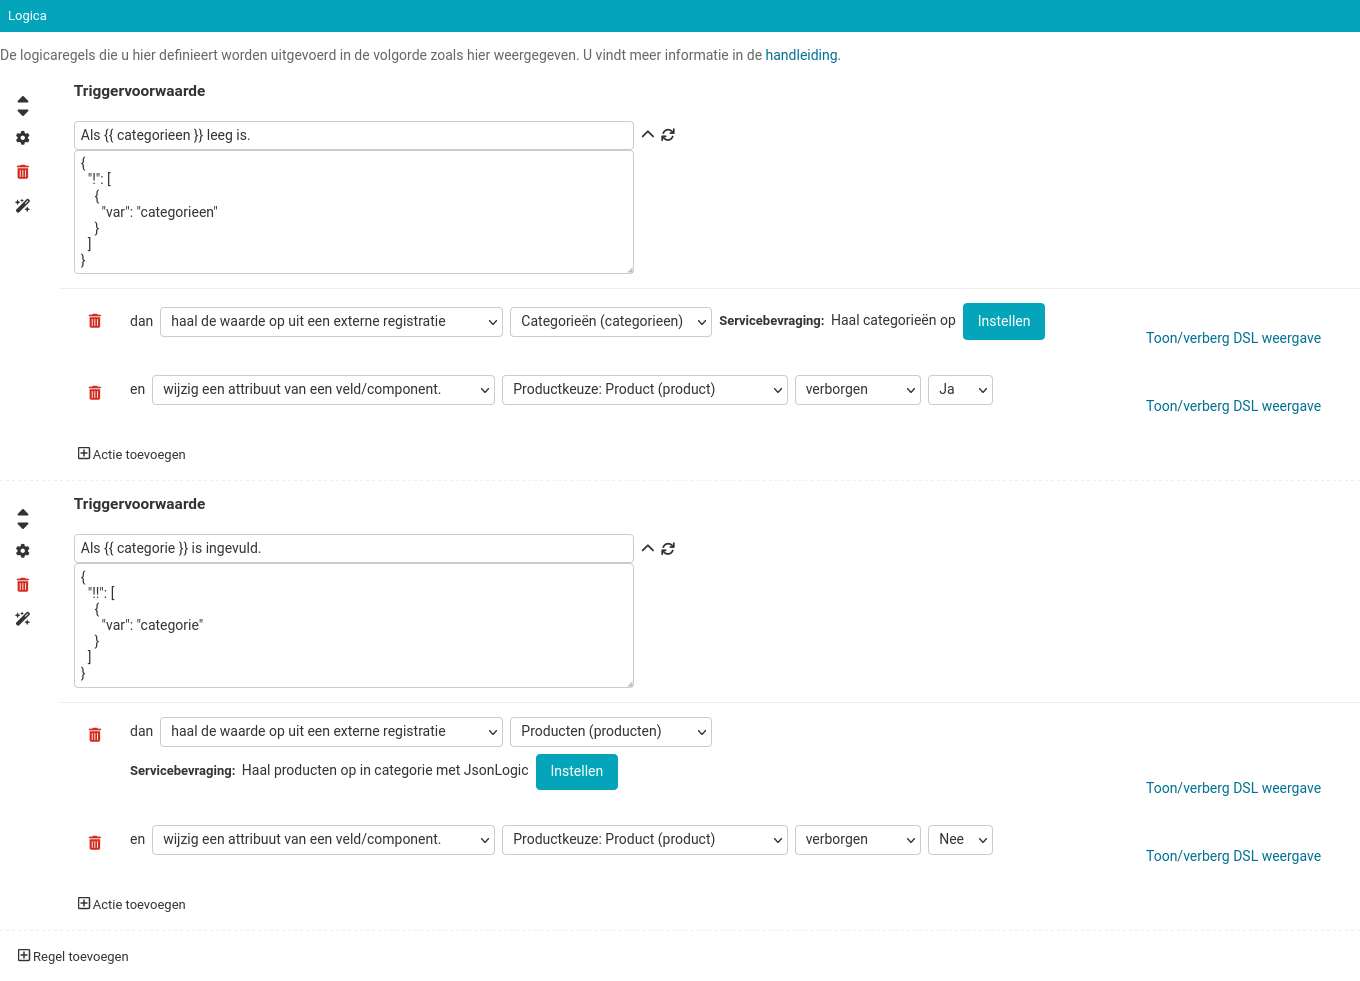 Logica
De logicaregels die u hier definieert worden uitgevoerd in de volgorde zoals hier weergegeven. U vindt meer informatie in de handleiding.
Triggervoorwaarde
Als {{ categorieen }} leeg is.
{
"!": [
{
"var": "categorieen"
}
]
}
dan haal de waarde op uit een externe registratie Categorieën (categorieen) Servicebevraging: Haal categorieën op Instellen
Toon/verberg DSL weergave
en wijzig een attribuut van een veld/component. Productkeuze: Product (product) verborgen Ja
Toon/verberg DSL weergave
Actie toevoegen
Triggervoorwaarde
Als {{ categorie }} is ingevuld.
{
"!!": [
{
"var": "categorie"
}
]
}
dan haal de waarde op uit een externe registratie Producten (producten)
Servicebevraging: Haal producten op in categorie met JsonLogic Instellen
Toon/verberg DSL weergave
en wijzig een attribuut van een veld/component. Productkeuze: Product (product) verborgen Nee
Toon/verberg DSL weergave
Actie toevoegen
Regel toevoegen